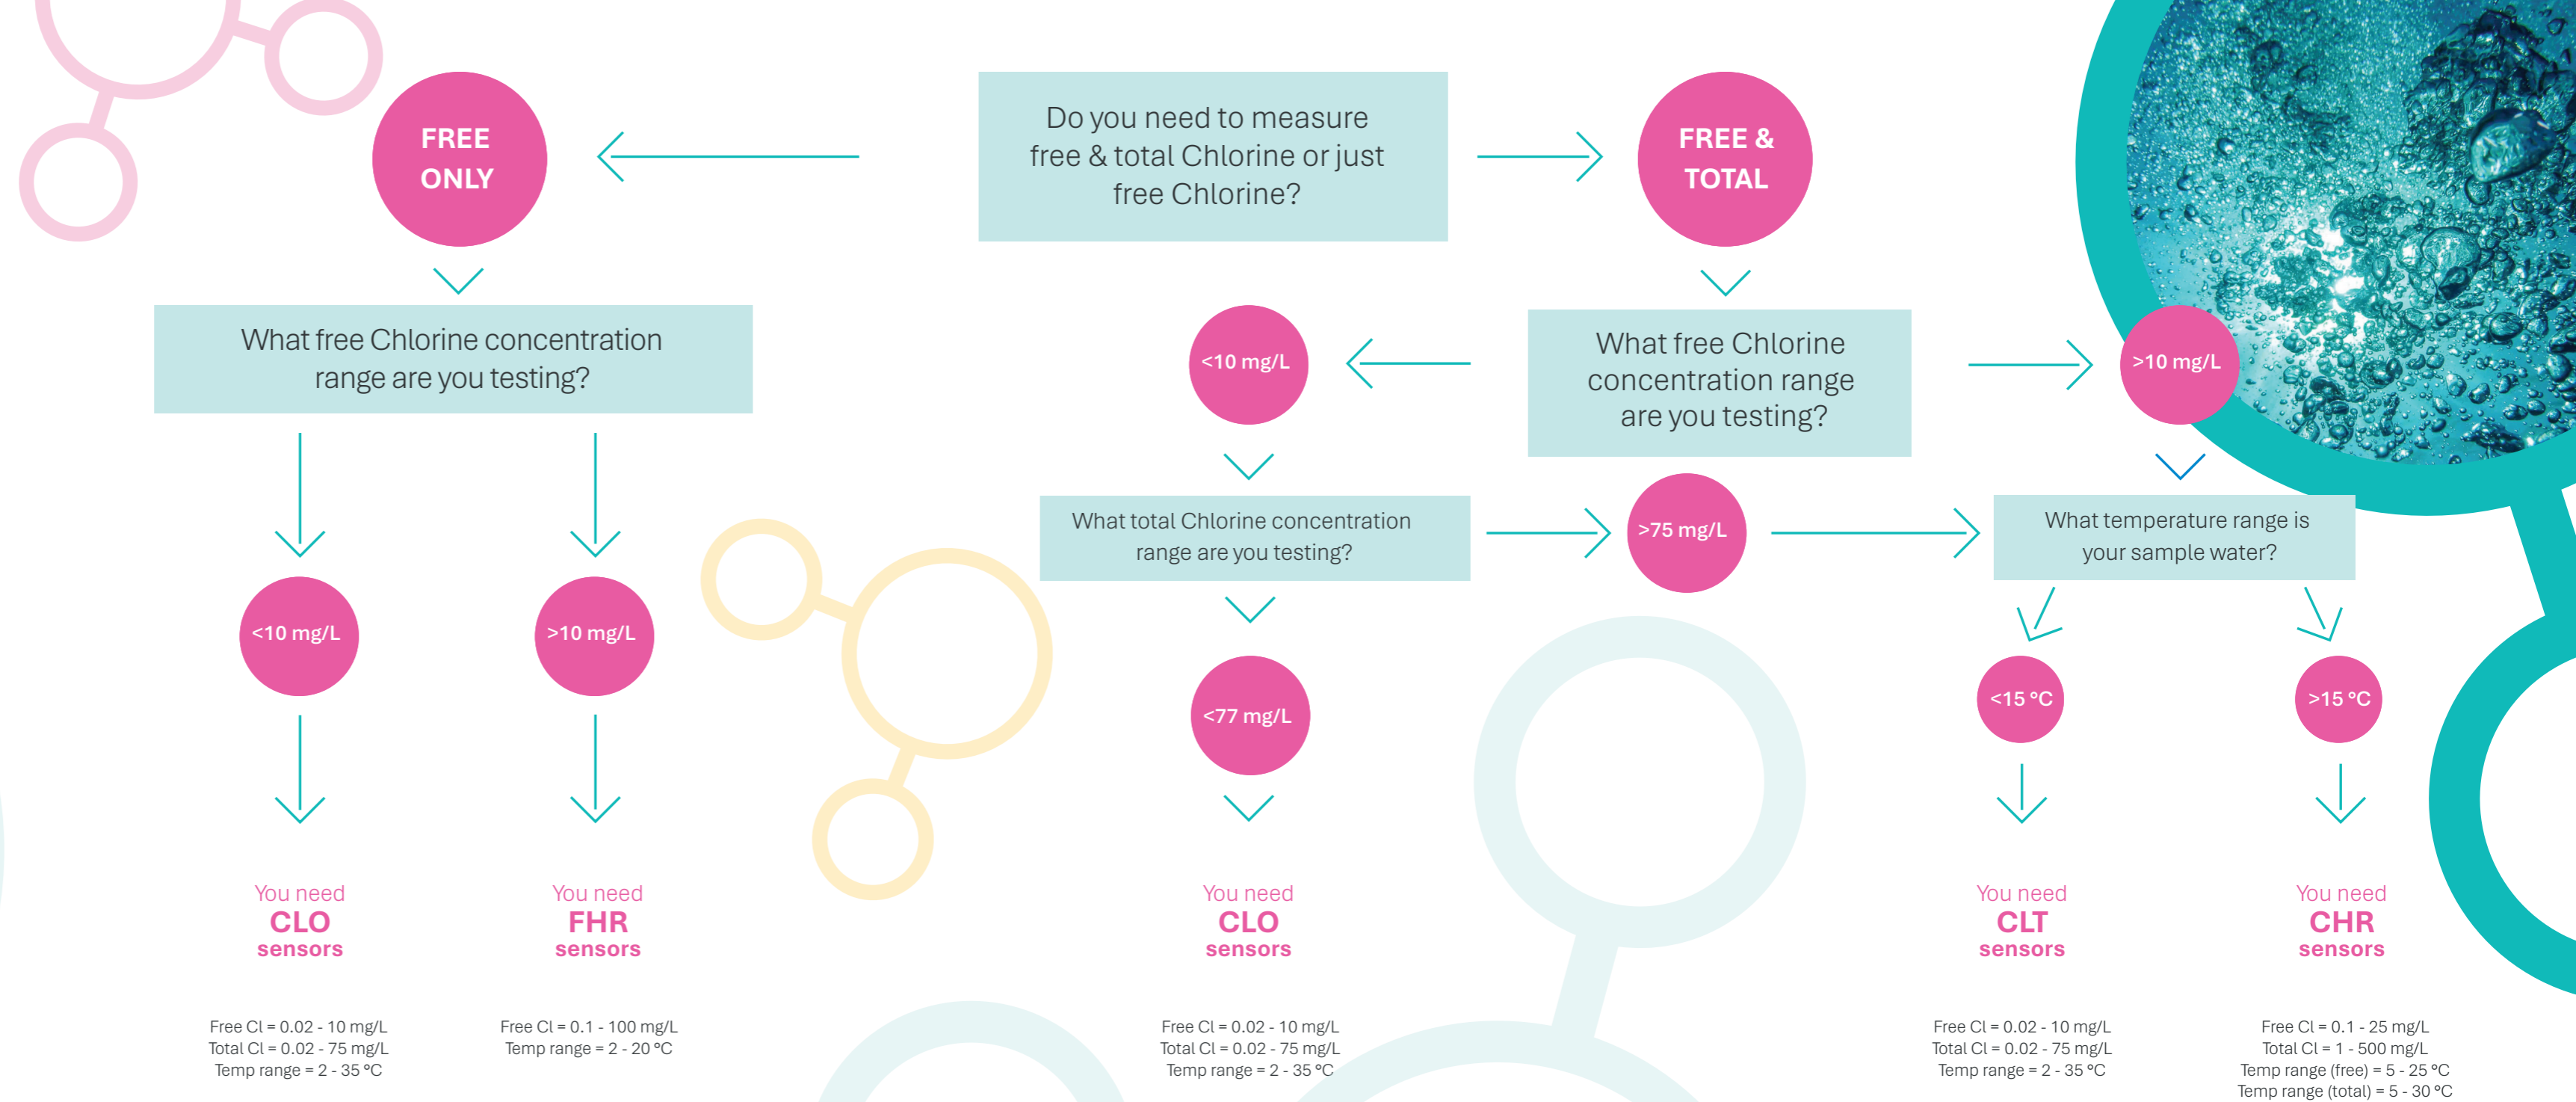 Do you need to measure
free & total Chlorine or just
free Chlorine?
FREE
ONLY
FREE &
TOTAL
What free Chlorine concentration
range are you testing?
<10 mg/L
>10 mg/L
You need
CLO
sensors
Free Cl = 0.02 - 10 mg/L
Total Cl = 0.02 - 75 mg/L
Temp range = 2 - 35 ºC
You need
FHR
sensors
Free Cl = 0.1 - 100 mg/L
Temp range = 2 - 20 ºC
What free Chlorine
concentration range
are you testing?
<10 mg/L
>10 mg/L
What total Chlorine concentration
range are you testing?
>75 mg/L
<77 mg/L
You need
CLO
sensors
Free Cl = 0.02 - 10 mg/L
Total Cl = 0.02 - 75 mg/L
Temp range = 2 - 35 ºC
What temperature range is
your sample water?
<15 ºC
>15 ºC
You need
CLT
sensors
Free Cl = 0.02 - 10 mg/L
Total Cl = 0.02 - 75 mg/L
Temp range = 2 - 35 ºC
You need
CHR
sensors
Free Cl = 0.1 - 25 mg/L
Total Cl = 1 - 500 mg/L
Temp range (free) = 5 - 25 ºC
Temp range (total) = 5 - 30 ºC